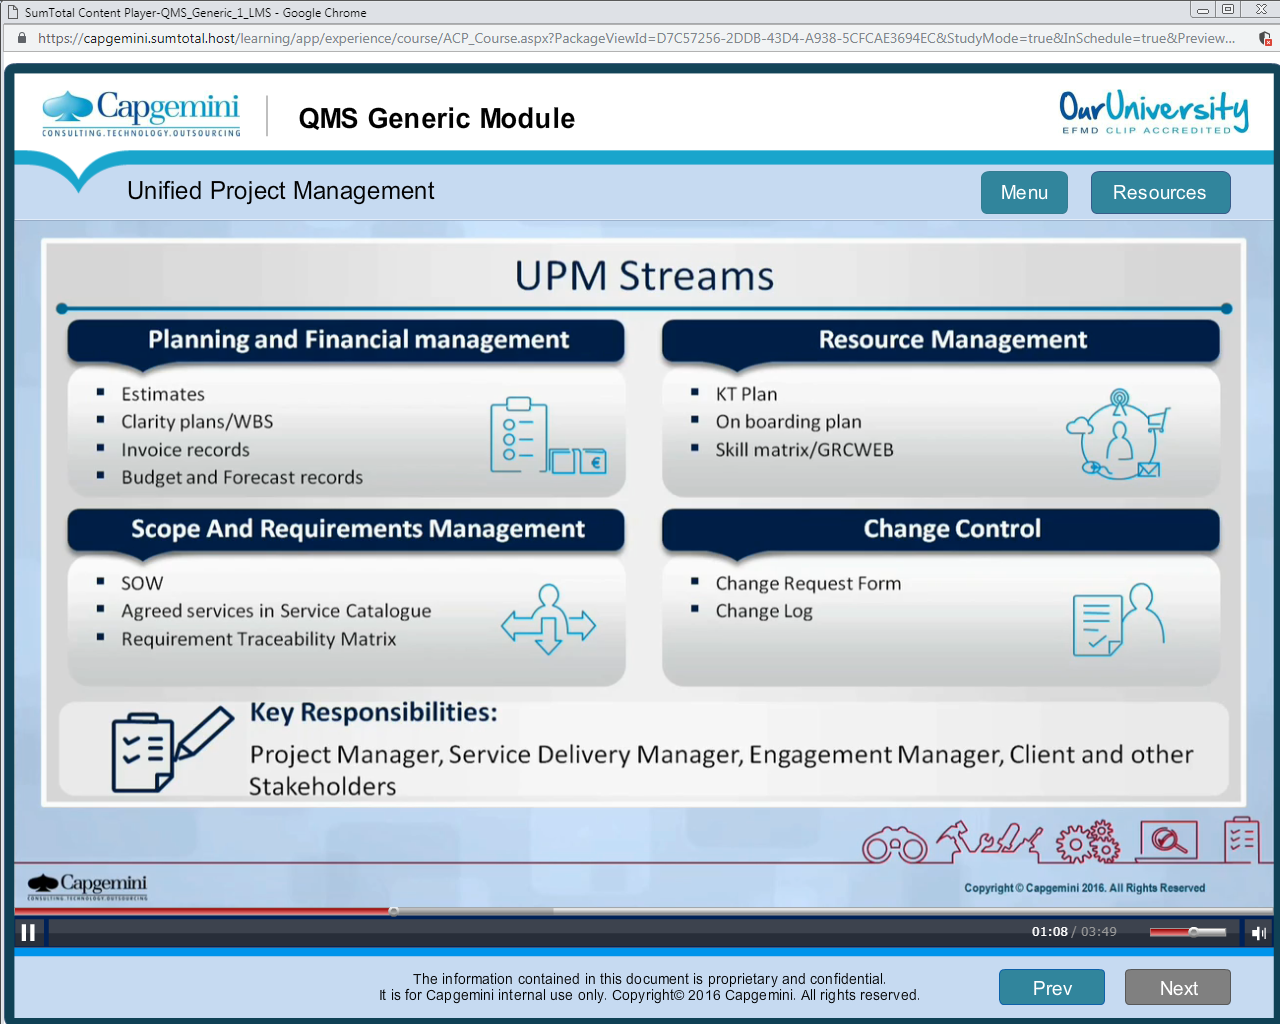 SumTotal Content Player-QMS_Generic_1_LMS - Google Chrome
https://capgemini.sumtotal.host/learning/app/experience/course/ACP_Course.aspx?PackageViewId=D7C57256-2DDB-43D4-A938-5CFCAE3694EC&StudyMode=true&InSchedule=true&Preview...
Capgemini
CONSULTING.TECHNOLOGY.OUTSOURCING
QMS Generic Module
OurUniversity
EFMD CLIP ACCREDITED
Unified Project Management
Menu
Resources
UPM Streams
Planning and Financial management
Estimates
Clarity plans/WBS
Invoice records
Budget and Forecast records
Resource Management
KT Plan
On boarding plan
Skill matrix/GRCWEB
Scope And Requirements Management
SOW
Agreed services in Service Catalogue
Requirement Traceability Matrix
Change Control
Change Request Form
Change Log
Key Responsibilities:
Project Manager, Service Delivery Manager, Engagement Manager, Client and other
Stakeholders
Capgemini
CONSULTING.TECHNOLOGY.OUTSOURCING
Copyright © Capgemini 2016. All Rights Reserved
01:08 / 03:49
The information contained in this document is proprietary and confidential.
It is for Capgemini internal use only. Copyright© 2016 Capgemini. All rights reserved.
Prev
Next